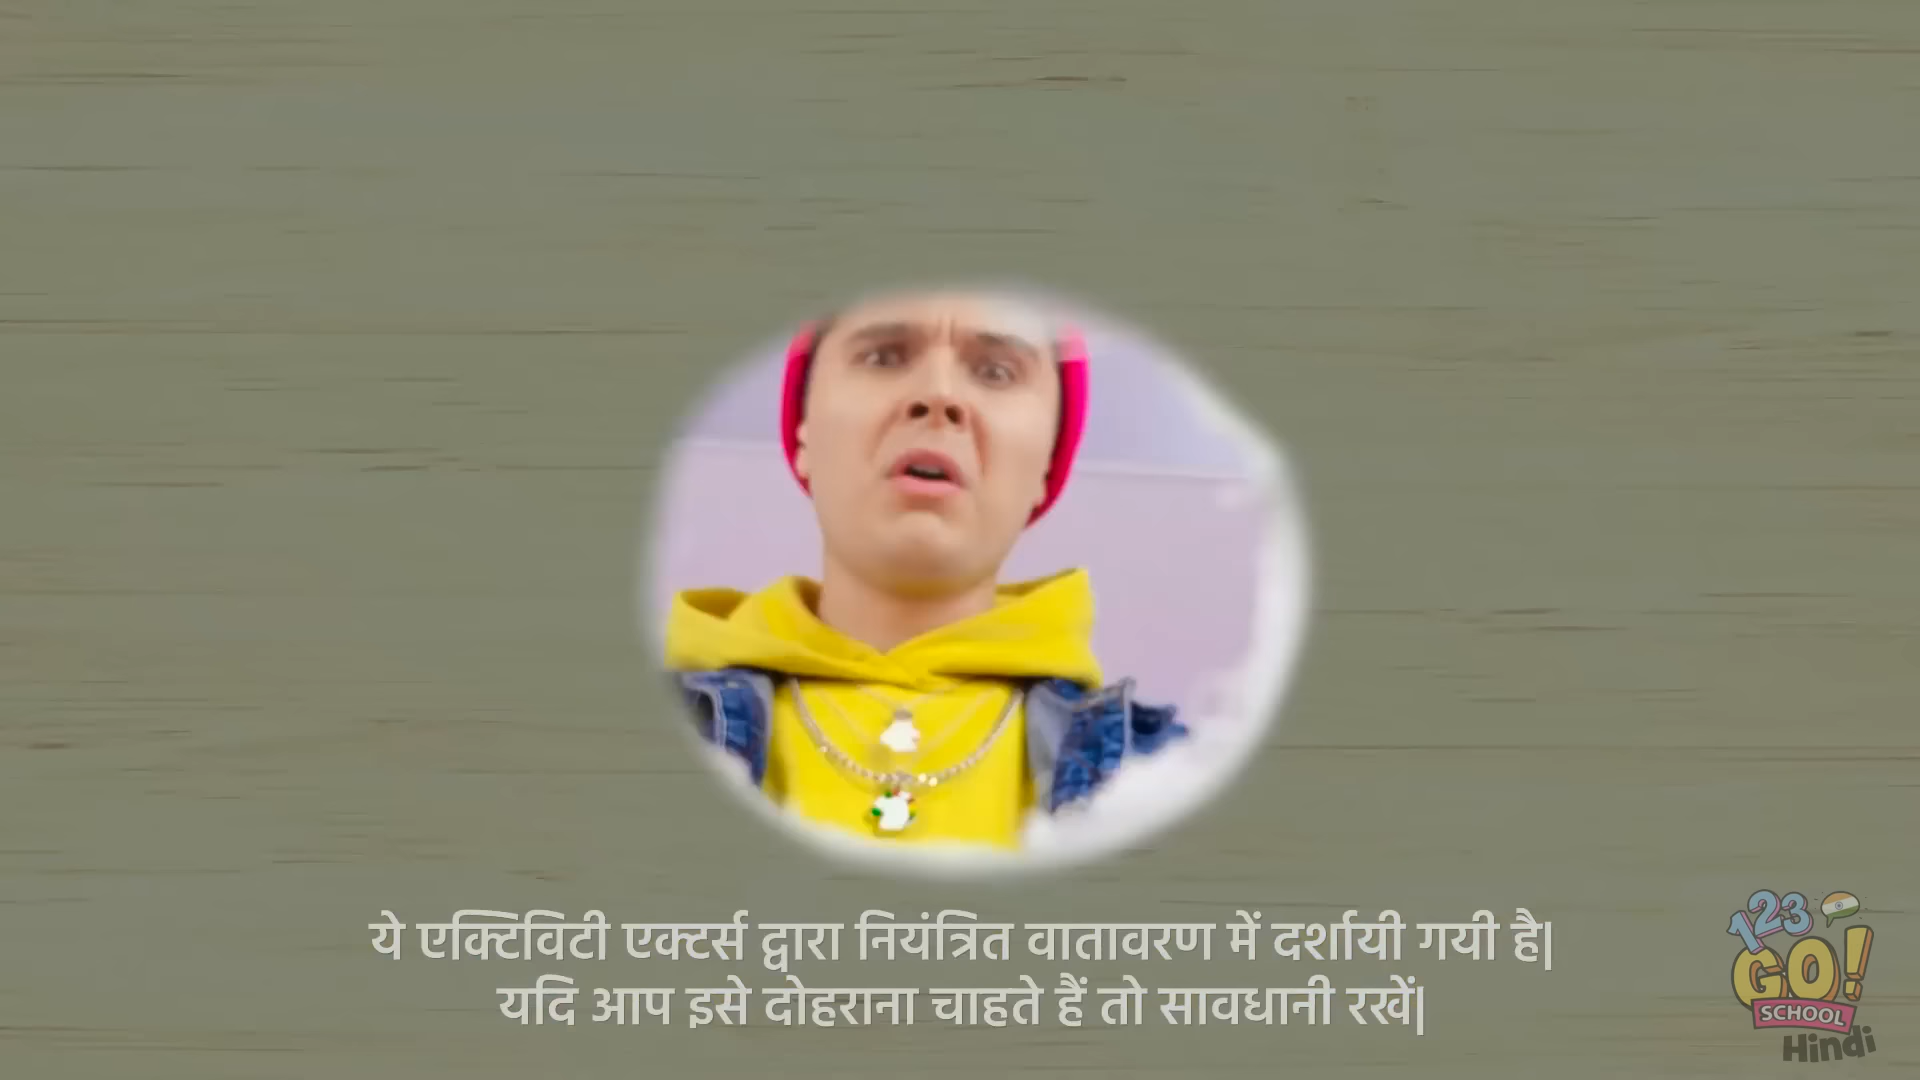 ये एक्टिविटी एक्टर्स द्वारा नियंत्रित वातावरण में दर्शायी गयी है|
यदि आप इसे दोहराना चाहते हैं तो सावधानी रखें|
123
GO!
SCHOOL
Hindi